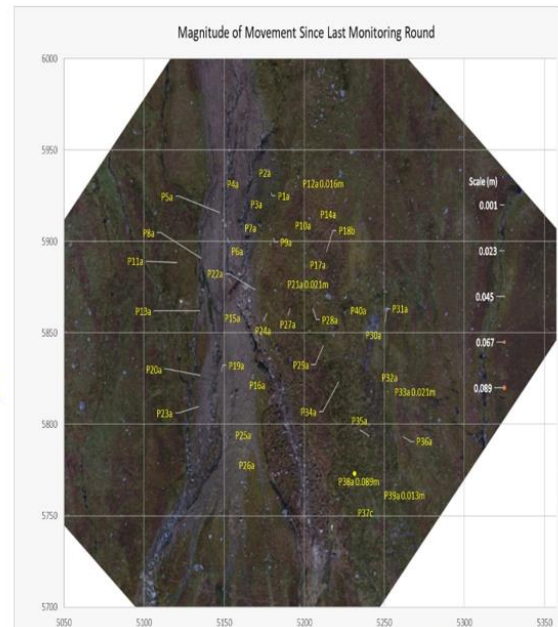 Magnitude of Movement Since Last Monitoring Round
6000
5950
P2a
P4a
P12a 0.016m
Scale (m)
P5a
P1a
0.001
P3a
P14a
P8a
P7a
P10a
P18b
5900
P9a
P6a
0.023
P11a
P17a
P22a
P21a 0.021m
0.045
P13a
P40a
P31a
P15a
P27a
P28a
5850
P24a
P30a
0.067
P29a
P20a
P19a
P32a
0.089
P16a
P33a 0.021m
P23a
P34a
5800
P35a
P25a
P36a
P26a
P38a 0.089m
P39a 0.013m
5750
P37c
5700
5050 5100 5150 5200 5250 5300 5350